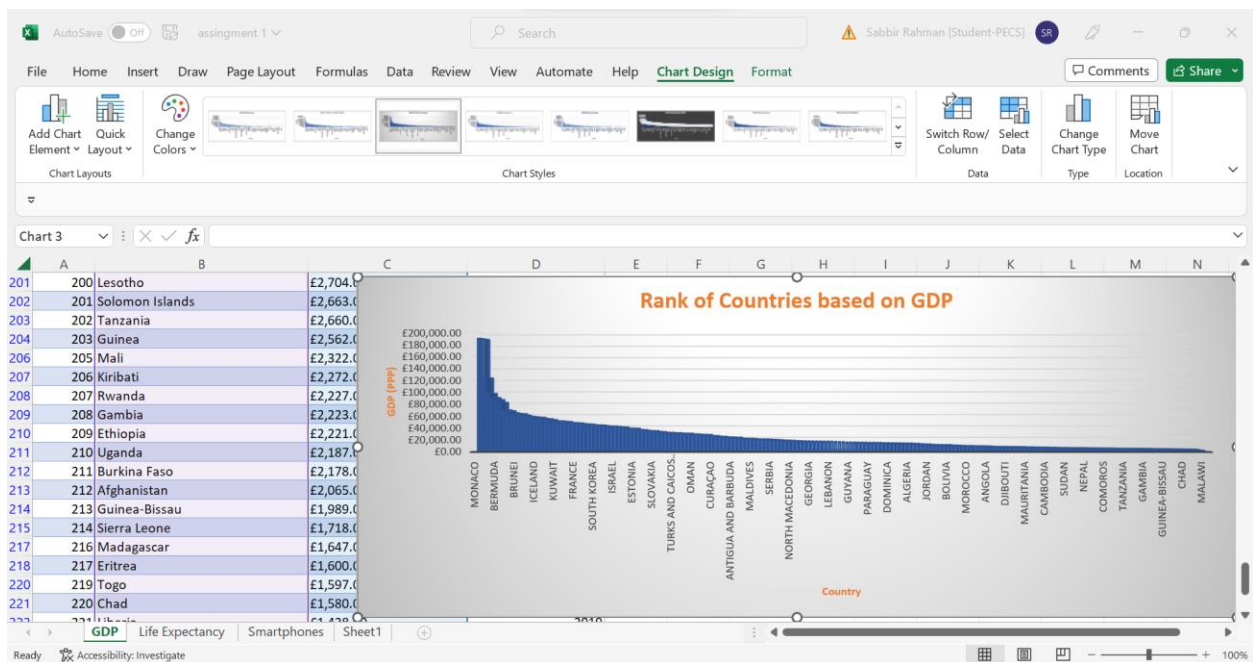 AutoSave Off assingment 1 Search Sabbir Rahman [Student-PECS] SR
File Home Insert Draw Page Layout Formulas Data Review View Automate Help Chart Design Format Comments Share
Add Chart Element Quick Layout Change Colors Switch Row/ Column Select Data Change Chart Type Move Chart
Chart Layouts Chart Styles Data Type Location
Chart 3 fx
A B C D E F G H I J K L M N
201 200 Lesotho £2,704.0
202 201 Solomon Islands £2,663.0
203 202 Tanzania £2,660.0
204 203 Guinea £2,562.0
206 205 Mali £2,322.0
207 206 Kiribati £2,272.0
208 207 Rwanda £2,227.0
209 208 Gambia £2,223.0
210 209 Ethiopia £2,221.0
211 210 Uganda £2,187.0
212 211 Burkina Faso £2,178.0
213 212 Afghanistan £2,065.0
214 213 Guinea-Bissau £1,989.0
215 214 Sierra Leone £1,718.0
217 216 Madagascar £1,647.0
218 217 Eritrea £1,600.0
220 219 Togo £1,597.0
221 220 Chad £1,580.0
Rank of Countries based on GDP
GDP (PPP)
£200,000.00
£180,000.00
£160,000.00
£140,000.00
£120,000.00
£100,000.00
£80,000.00
£60,000.00
£40,000.00
£20,000.00
£0.00
MONACO
BERMUDA
BRUNEI
ICELAND
KUWAIT
FRANCE
SOUTH KOREA
ISRAEL
ESTONIA
SLOVAKIA
TURKS AND CAICOS…
OMAN
CURAÇAO
ANTIGUA AND BARBUDA
MALDIVES
SERBIA
NORTH MACEDONIA
GEORGIA
LEBANON
GUYANA
PARAGUAY
DOMINICA
ALGERIA
JORDAN
BOLIVIA
MOROCCO
ANGOLA
DJIBOUTI
MAURITANIA
CAMBODIA
SUDAN
NEPAL
COMOROS
TANZANIA
GAMBIA
GUINEA-BISSAU
CHAD
MALAWI
Country
GDP Life Expectancy Smartphones Sheet1
Ready Accessibility: Investigate 100%